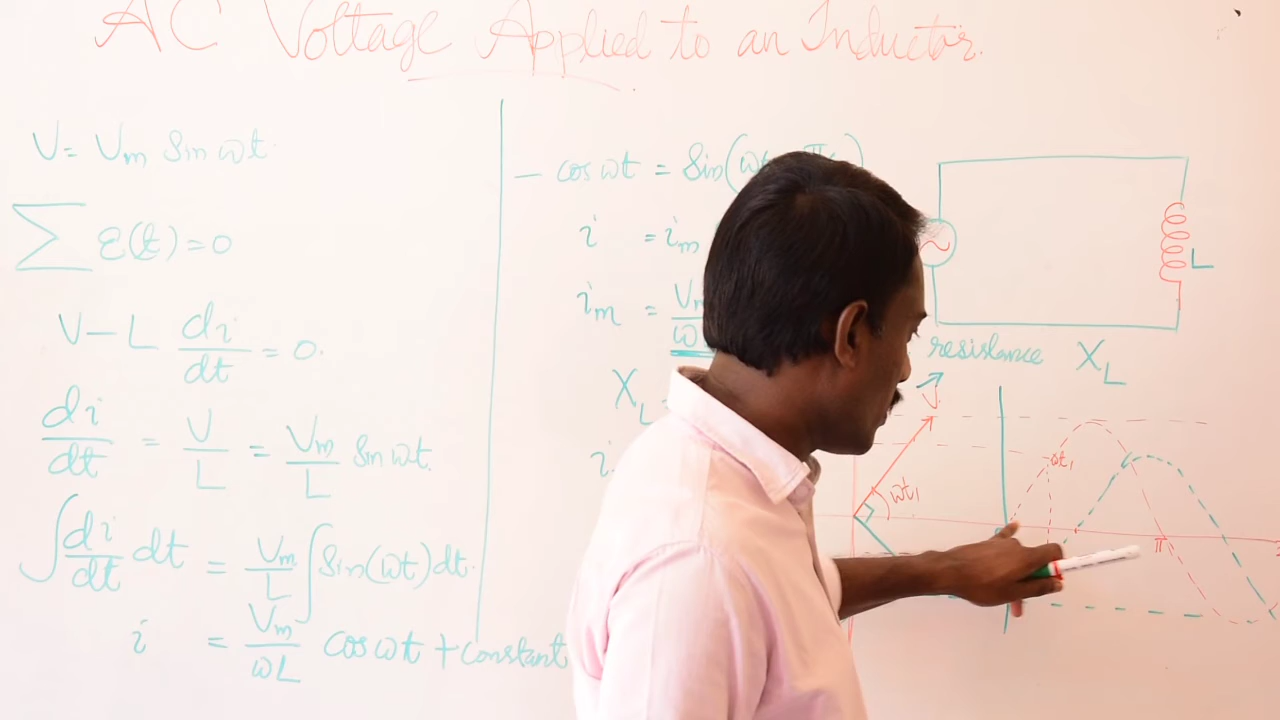 AC Voltage Applied to an Inductor.
V = Vm Sin ωt.
∑ ε(t) = 0
V – L di/dt = 0.
di/dt = V/L = Vm/L Sin ωt.
∫ di/dt dt = Vm/L ∫ Sin(ωt) dt.
i = Vm/ωL cos ωt + constant
– cos ωt = Sin(ωt
i = im
im = Vm/ω
XL
i
L
resistance XL
V
ωt1
ωt1
π